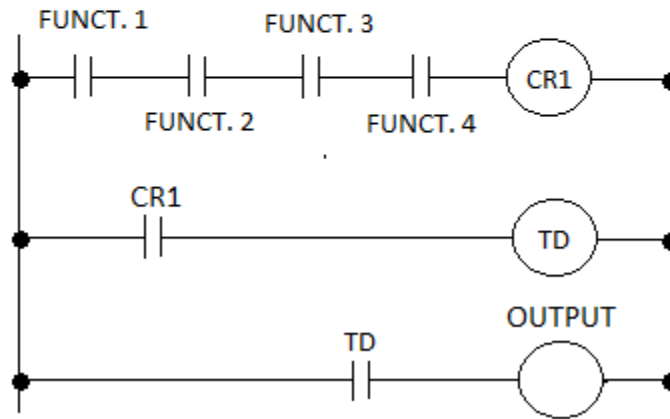 FUNCT. 1
FUNCT. 3
CR1
FUNCT. 2
FUNCT. 4
CR1
TD
OUTPUT
TD